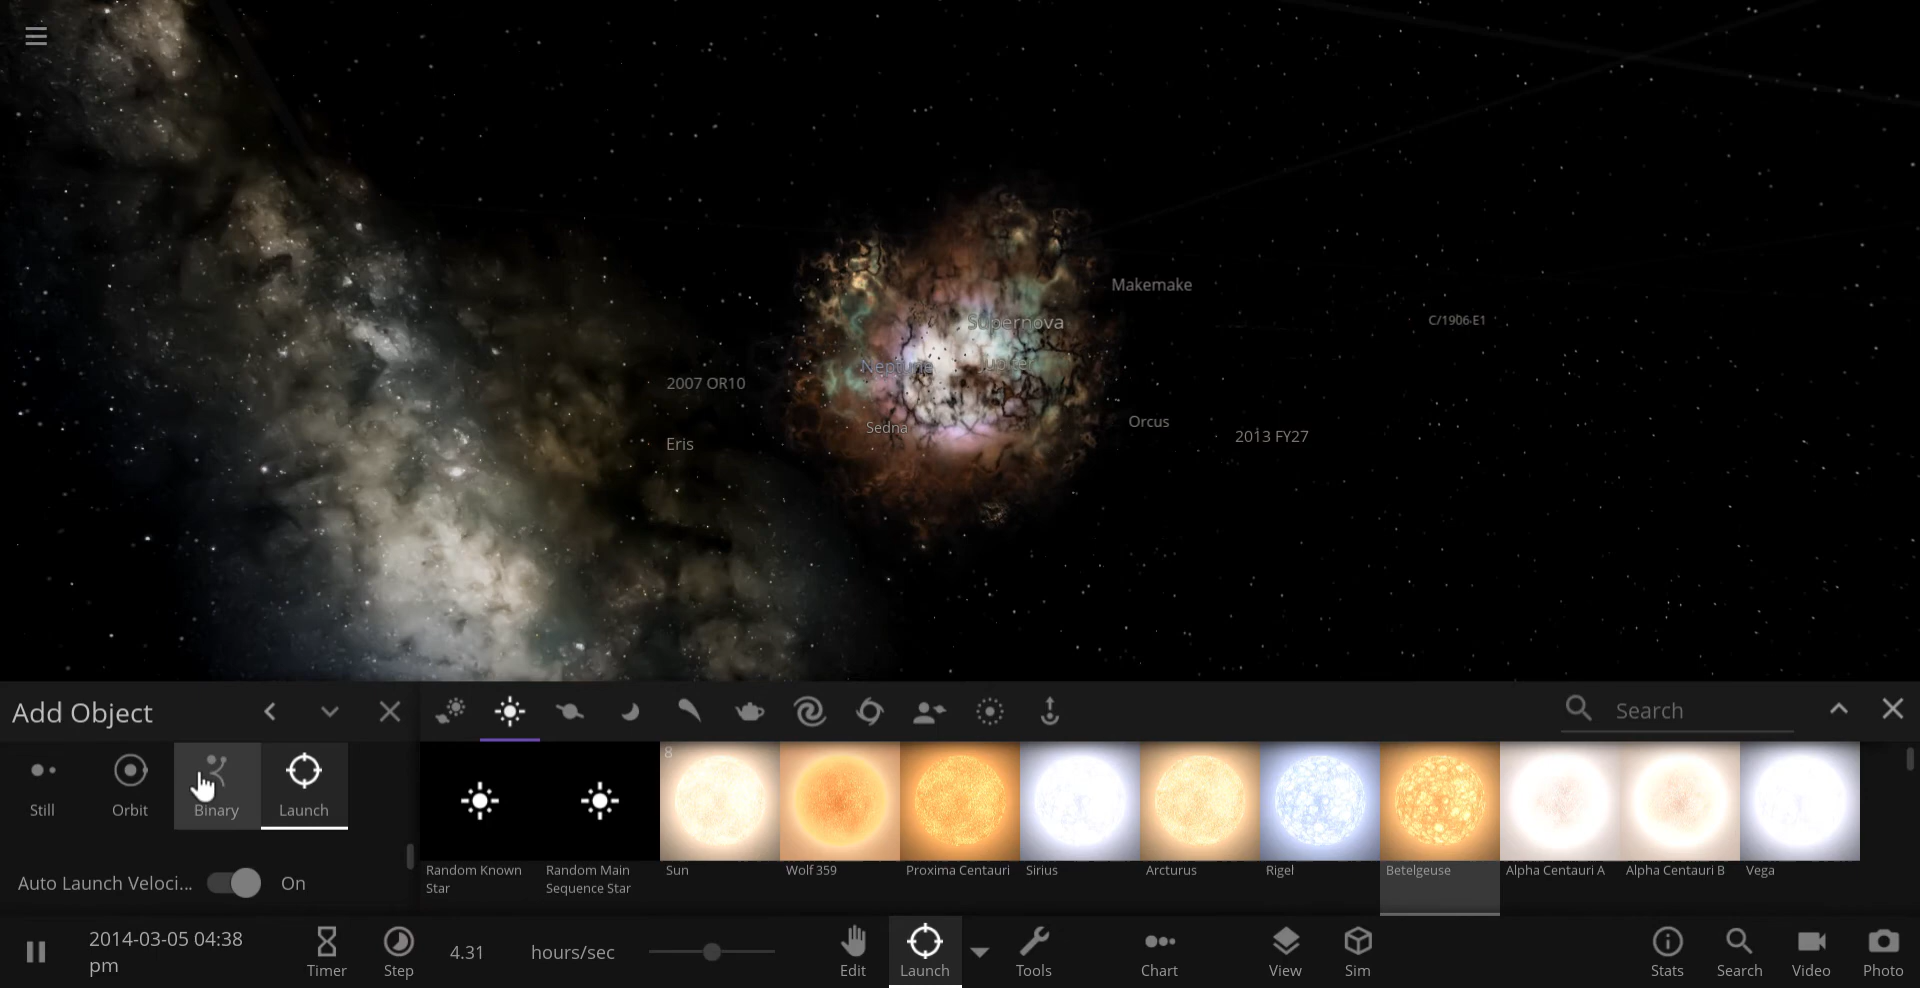 Makemake
Supernova
C/1906 E1
Neptune
Jupiter
2007 OR10
Sedna
Orcus
2013 FY27
Eris
Add Object
Search
Still
Orbit
Binary
Launch
8
Auto Launch Veloci...
On
Random Known
Star
Random Main
Sequence Star
Sun
Wolf 359
Proxima Centauri
Sirius
Arcturus
Rigel
Betelgeuse
Alpha Centauri A
Alpha Centauri B
Vega
2014-03-05 04:38
pm
Timer
Step
4.31
hours/sec
Edit
Launch
Tools
Chart
View
Sim
Stats
Search
Video
Photo